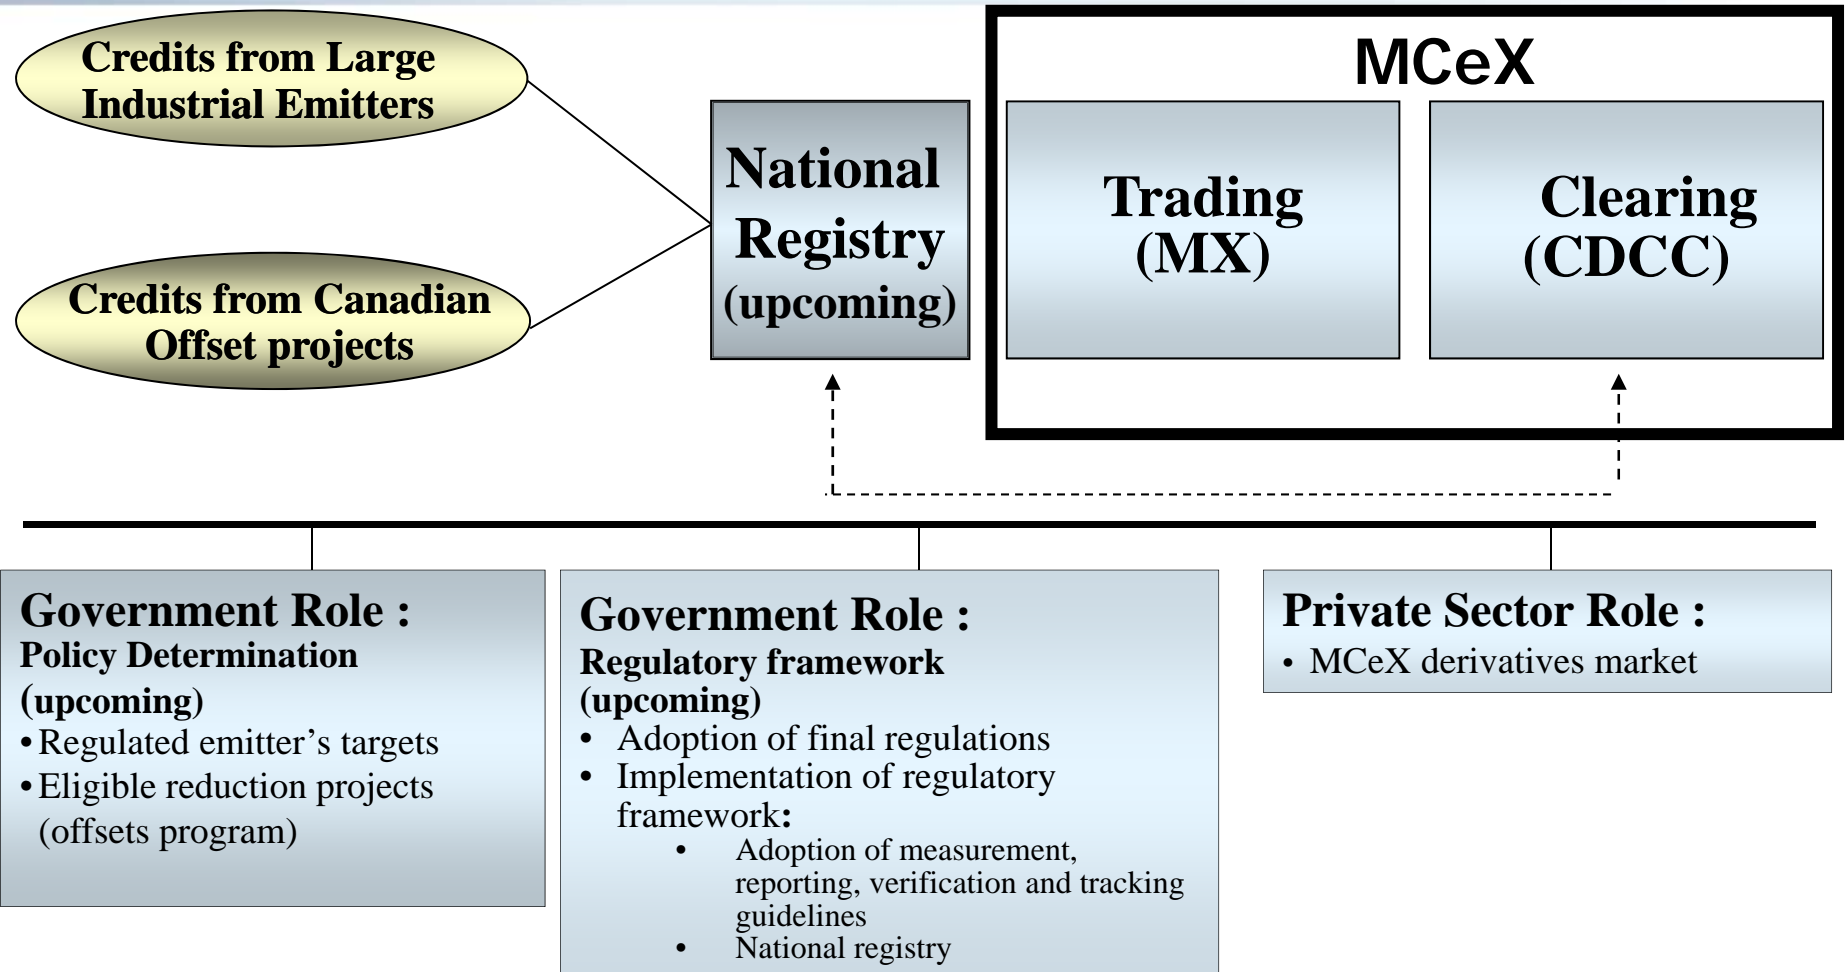 Credits from Large
Industrial Emitters
Credits from Canadian
Offset projects
National
Registry
(upcoming)
MCeX
Trading
(MX)
Clearing
(CDCC)
Government Role :
Policy Determination
(upcoming)
• Regulated emitter’s targets
• Eligible reduction projects
(offsets program)
Government Role :
Regulatory framework
(upcoming)
• Adoption of final regulations
• Implementation of regulatory
framework:
• Adoption of measurement,
reporting, verification and tracking
guidelines
• National registry
Private Sector Role :
• MCeX derivatives market